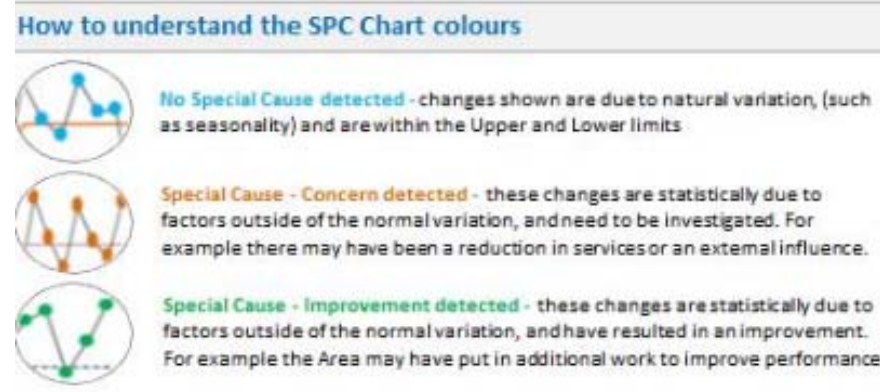 How to understand the SPC Chart colours
No Special Cause detected - changes shown are due to natural variation, (such
as seasonality) and are within the Upper and Lower limits
Special Cause - Concern detected - these changes are statistically due to
factors outside of the normal variation, and need to be investigated. For
example there may have been a reduction in services or an external influence.
Special Cause - Improvement detected - these changes are statistically due to
factors outside of the normal variation, and have resulted in an improvement.
For example the Area may have put in additional work to improve performance